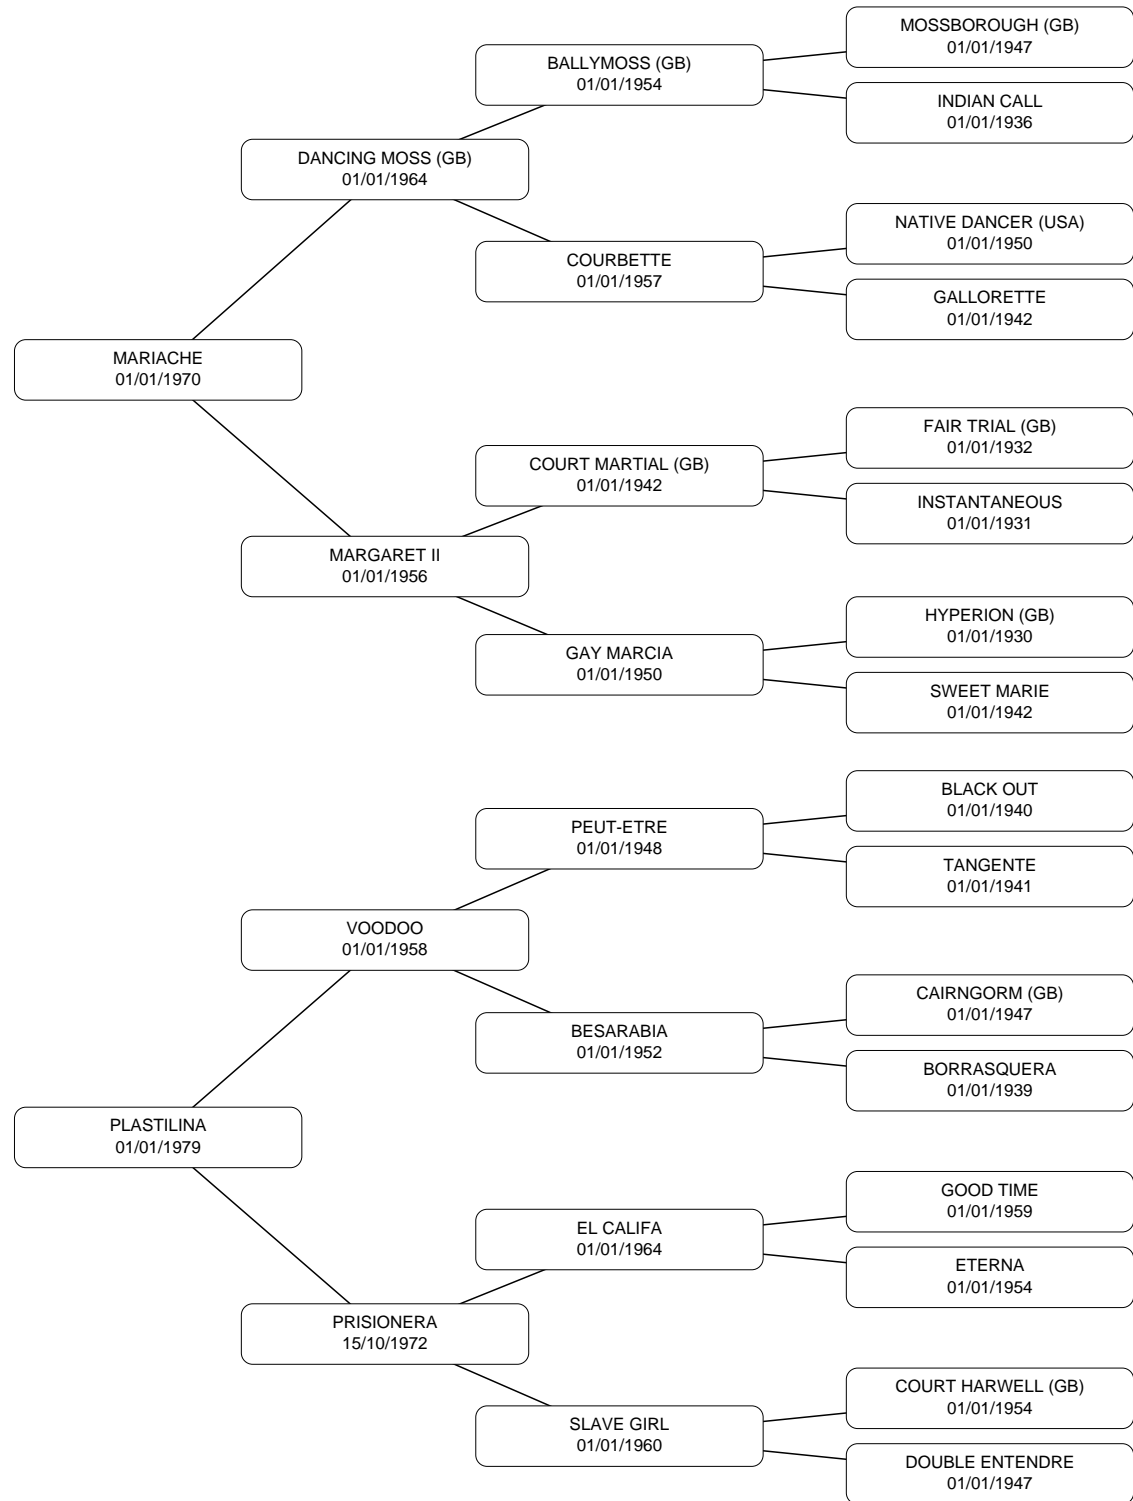 MOSSBOROUGH (GB)
01/01/1947
BALLYMOSS (GB)
01/01/1954
INDIAN CALL
01/01/1936
DANCING MOSS (GB)
01/01/1964
NATIVE DANCER (USA)
01/01/1950
COURBETTE
01/01/1957
GALLORETTE
01/01/1942
MARIACHE
01/01/1970
FAIR TRIAL (GB)
01/01/1932
COURT MARTIAL (GB)
01/01/1942
INSTANTANEOUS
01/01/1931
MARGARET II
01/01/1956
HYPERION (GB)
01/01/1930
GAY MARCIA
01/01/1950
SWEET MARIE
01/01/1942
BLACK OUT
01/01/1940
PEUT-ETRE
01/01/1948
TANGENTE
01/01/1941
VOODOO
01/01/1958
CAIRNGORM (GB)
01/01/1947
BESARABIA
01/01/1952
BORRASQUERA
01/01/1939
PLASTILINA
01/01/1979
GOOD TIME
01/01/1959
EL CALIFA
01/01/1964
ETERNA
01/01/1954
PRISIONERA
15/10/1972
COURT HARWELL (GB)
01/01/1954
SLAVE GIRL
01/01/1960
DOUBLE ENTENDRE
01/01/1947